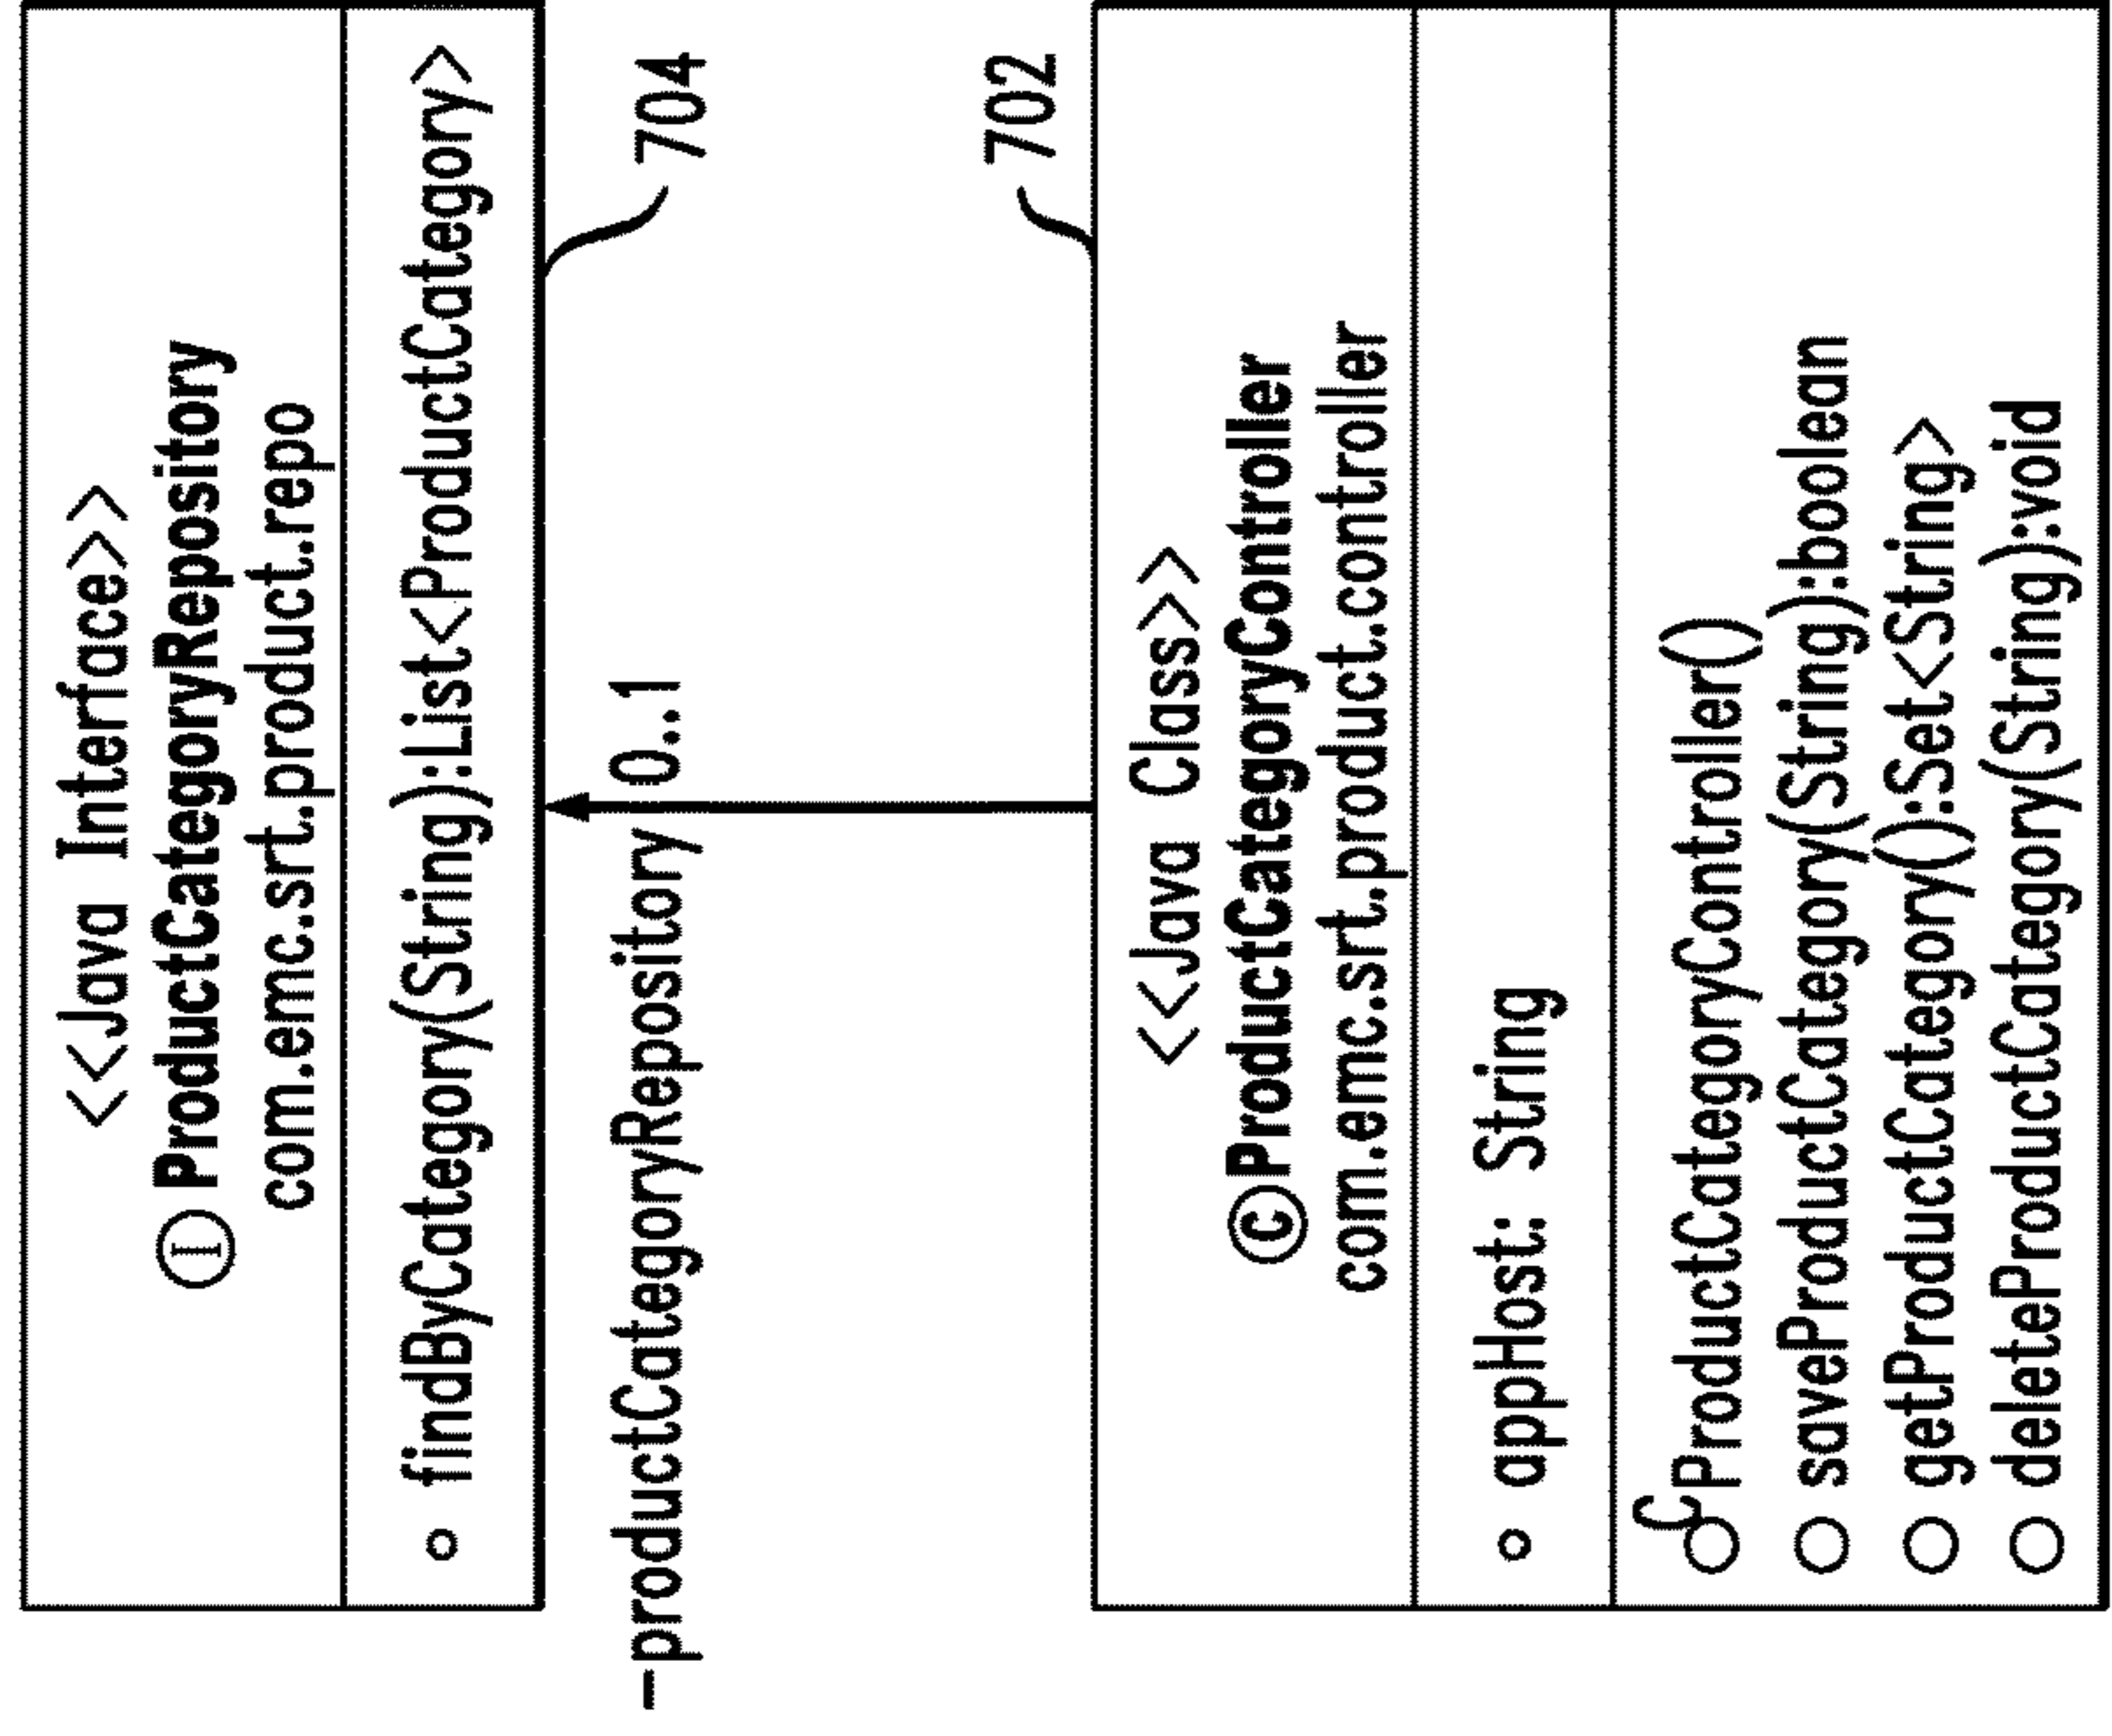 <<Java Interface>>
Ⓘ ProductCategoryRepository
com.emc.srt.product.repo
findByCategory(String):List<ProductCategory>
704
-productCategoryRepository 0..1
702
<<Java Class>>
ⒸProductCategoryController
com.emc.srt.product.controller
appHost: String
C ProductCategoryController()
saveProductCategory(String):boolean
getProductCategory():Set<String>
deleteProductCategory(String):void